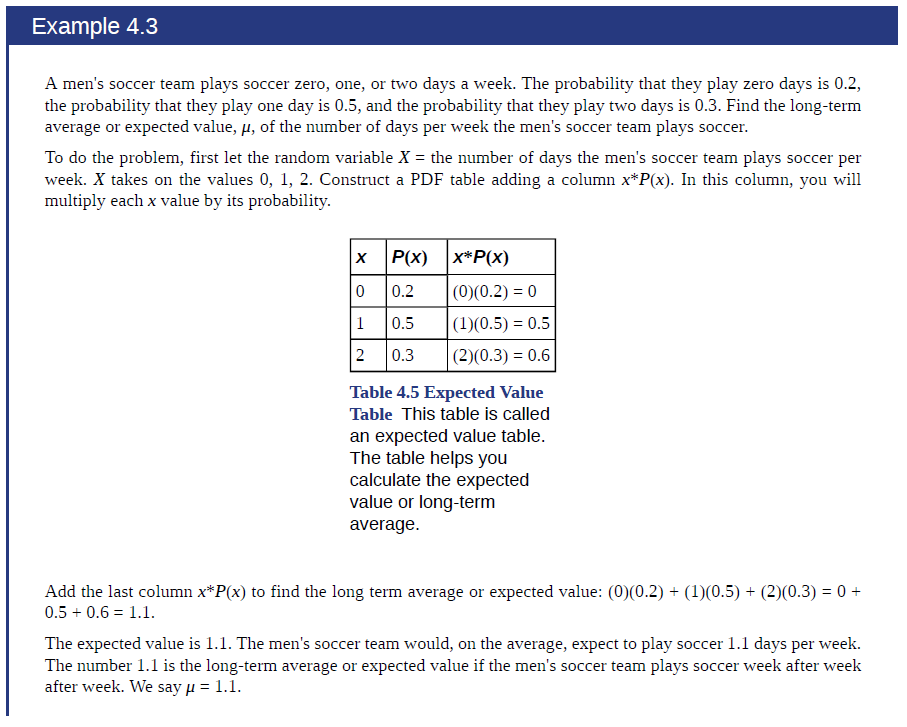 Example 4.3
A men's soccer team plays soccer zero, one, or two days a week. The probability that they play zero days is 0.2,
the probability that they play one day is 0.5, and the probability that they play two days is 0.3. Find the long-term
average or expected value, μ, of the number of days per week the men's soccer team plays soccer.
To do the problem, first let the random variable X = the number of days the men's soccer team plays soccer per
week. X takes on the values 0, 1, 2. Construct a PDF table adding a column x*P(x). In this column, you will
multiply each x value by its probability.
x P(x) x*P(x)
0 0.2 (0)(0.2) = 0
1 0.5 (1)(0.5) = 0.5
2 0.3 (2)(0.3) = 0.6
Table 4.5 Expected Value
Table This table is called
an expected value table.
The table helps you
calculate the expected
value or long-term
average.
Add the last column x*P(x) to find the long term average or expected value: (0)(0.2) + (1)(0.5) + (2)(0.3) = 0 +
0.5 + 0.6 = 1.1.
The expected value is 1.1. The men's soccer team would, on the average, expect to play soccer 1.1 days per week.
The number 1.1 is the long-term average or expected value if the men's soccer team plays soccer week after week
after week. We say μ = 1.1.